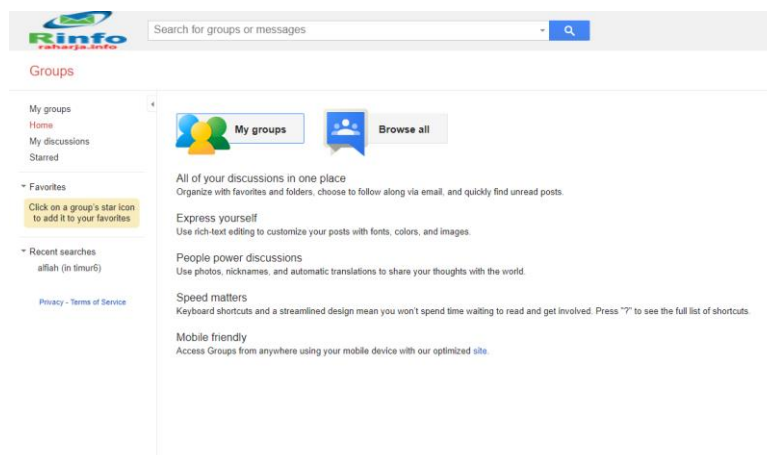 Rinfo
raharja.info
Search for groups or messages
Groups
My groups
Home
My discussions
Starred
Favorites
Click on a group's star icon
to add it to your favorites
Recent searches
alfiah (in timur6)
Privacy - Terms of Service
My groups
Browse all
All of your discussions in one place
Organize with favorites and folders, choose to follow along via email, and quickly find unread posts.
Express yourself
Use rich-text editing to customize your posts with fonts, colors, and images.
People power discussions
Use photos, nicknames, and automatic translations to share your thoughts with the world.
Speed matters
Keyboard shortcuts and a streamlined design mean you won't spend time waiting to read and get involved. Press "?" to see the full list of shortcuts.
Mobile friendly
Access Groups from anywhere using your mobile device with our optimized site.